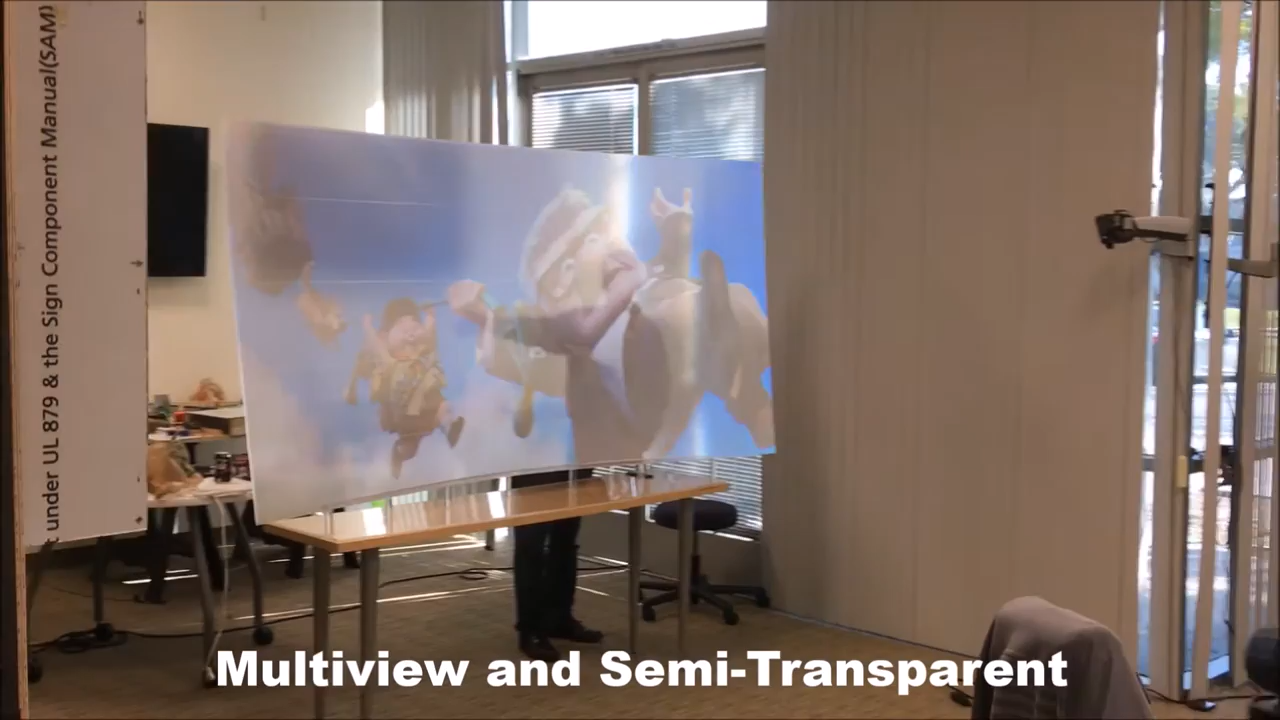 t under UL 879 & the Sign Component Manual(SAM)
Multiview and Semi-Transparent